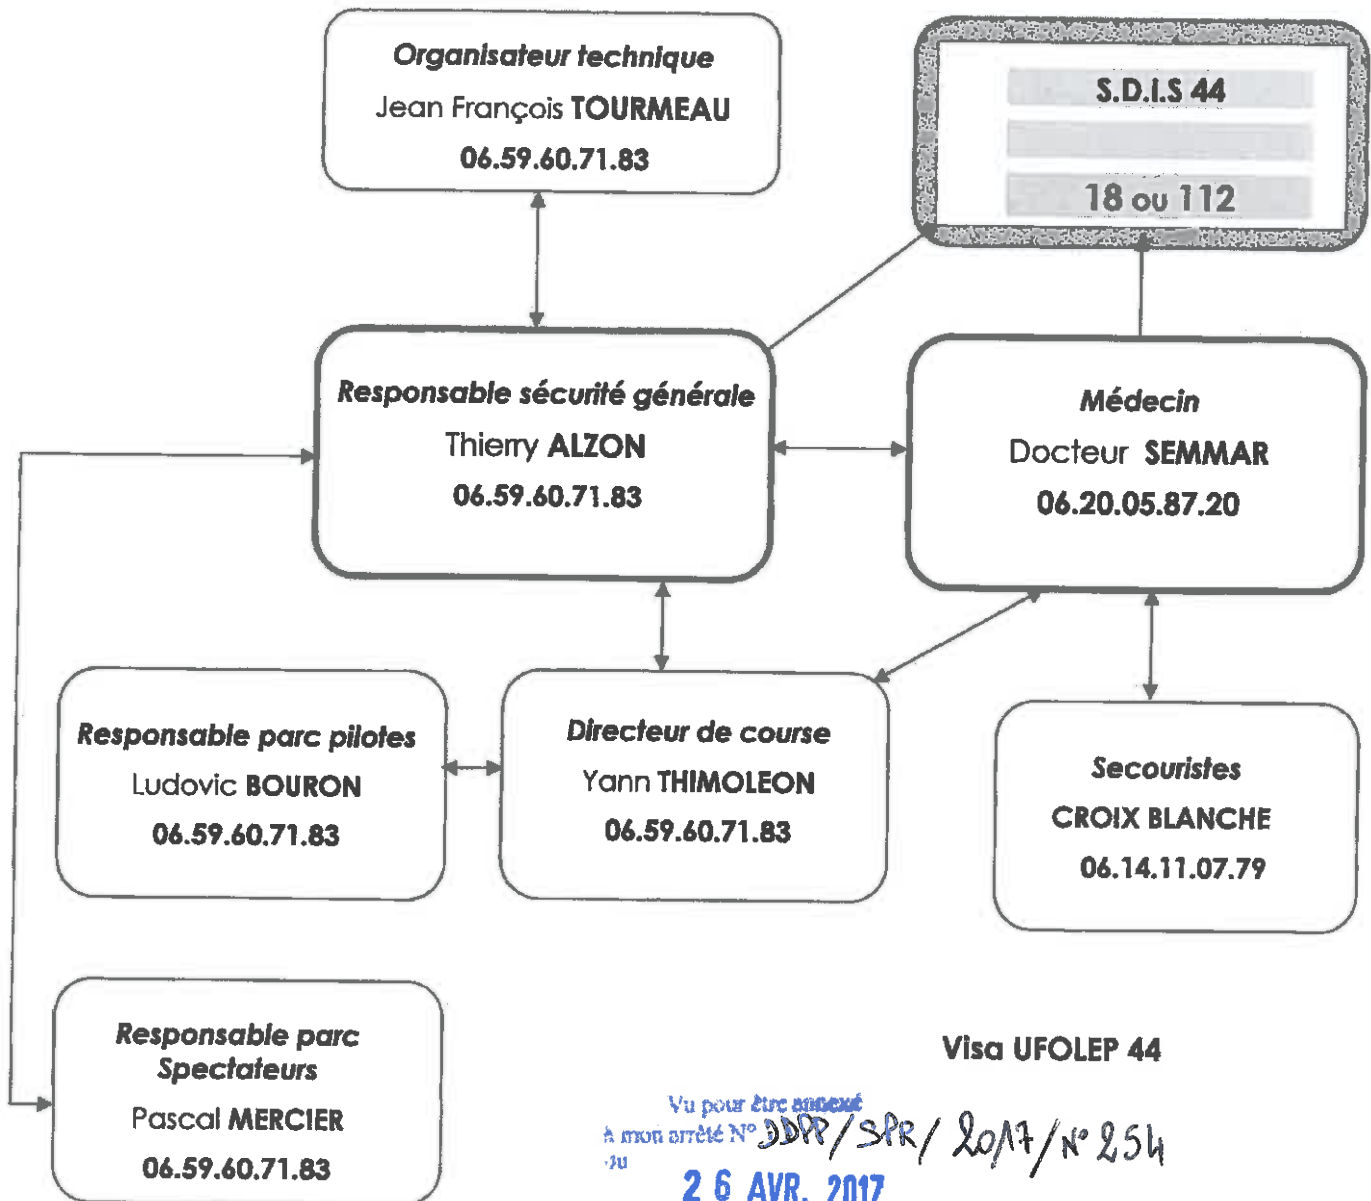 Organisateur technique
Jean François TOURMEAU
06.59.60.71.83
S.D.I.S 44
18 ou 112
Responsable sécurité générale
Thierry ALZON
06.59.60.71.83
Médecin
Docteur SEMMAR
06.20.05.87.20
Responsable parc pilotes
Ludovic BOURON
06.59.60.71.83
Directeur de course
Yann THIMOLEON
06.59.60.71.83
Secouristes
CROIX BLANCHE
06.14.11.07.79
Responsable parc
Spectateurs
Pascal MERCIER
06.59.60.71.83
Visa UFOLEP 44
Vu pour être annexé
à mon arrêté N° DDPP/SPR/2017/N°254
du
26 AVR. 2017